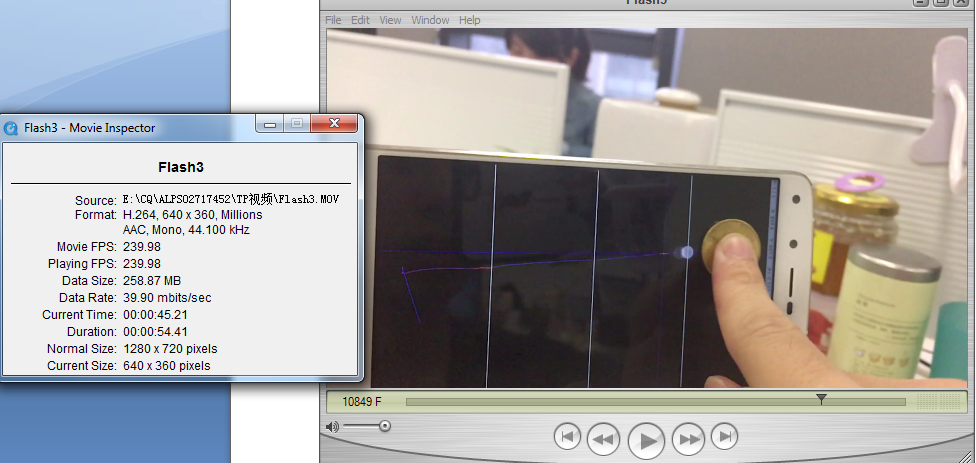 Flash3
File Edit View Window Help
Flash3 - Movie Inspector
Flash3
Source: E:\CQ\ALPS02717452\TP视频\Flash3.MOV
Format: H.264, 640 x 360, Millions
AAC, Mono, 44.100 kHz
Movie FPS: 239.98
Playing FPS: 239.98
Data Size: 258.87 MB
Data Rate: 39.90 mbits/sec
Current Time: 00:00:45.21
Duration: 00:00:54.41
Normal Size: 1280 x 720 pixels
Current Size: 640 x 360 pixels
10849 F